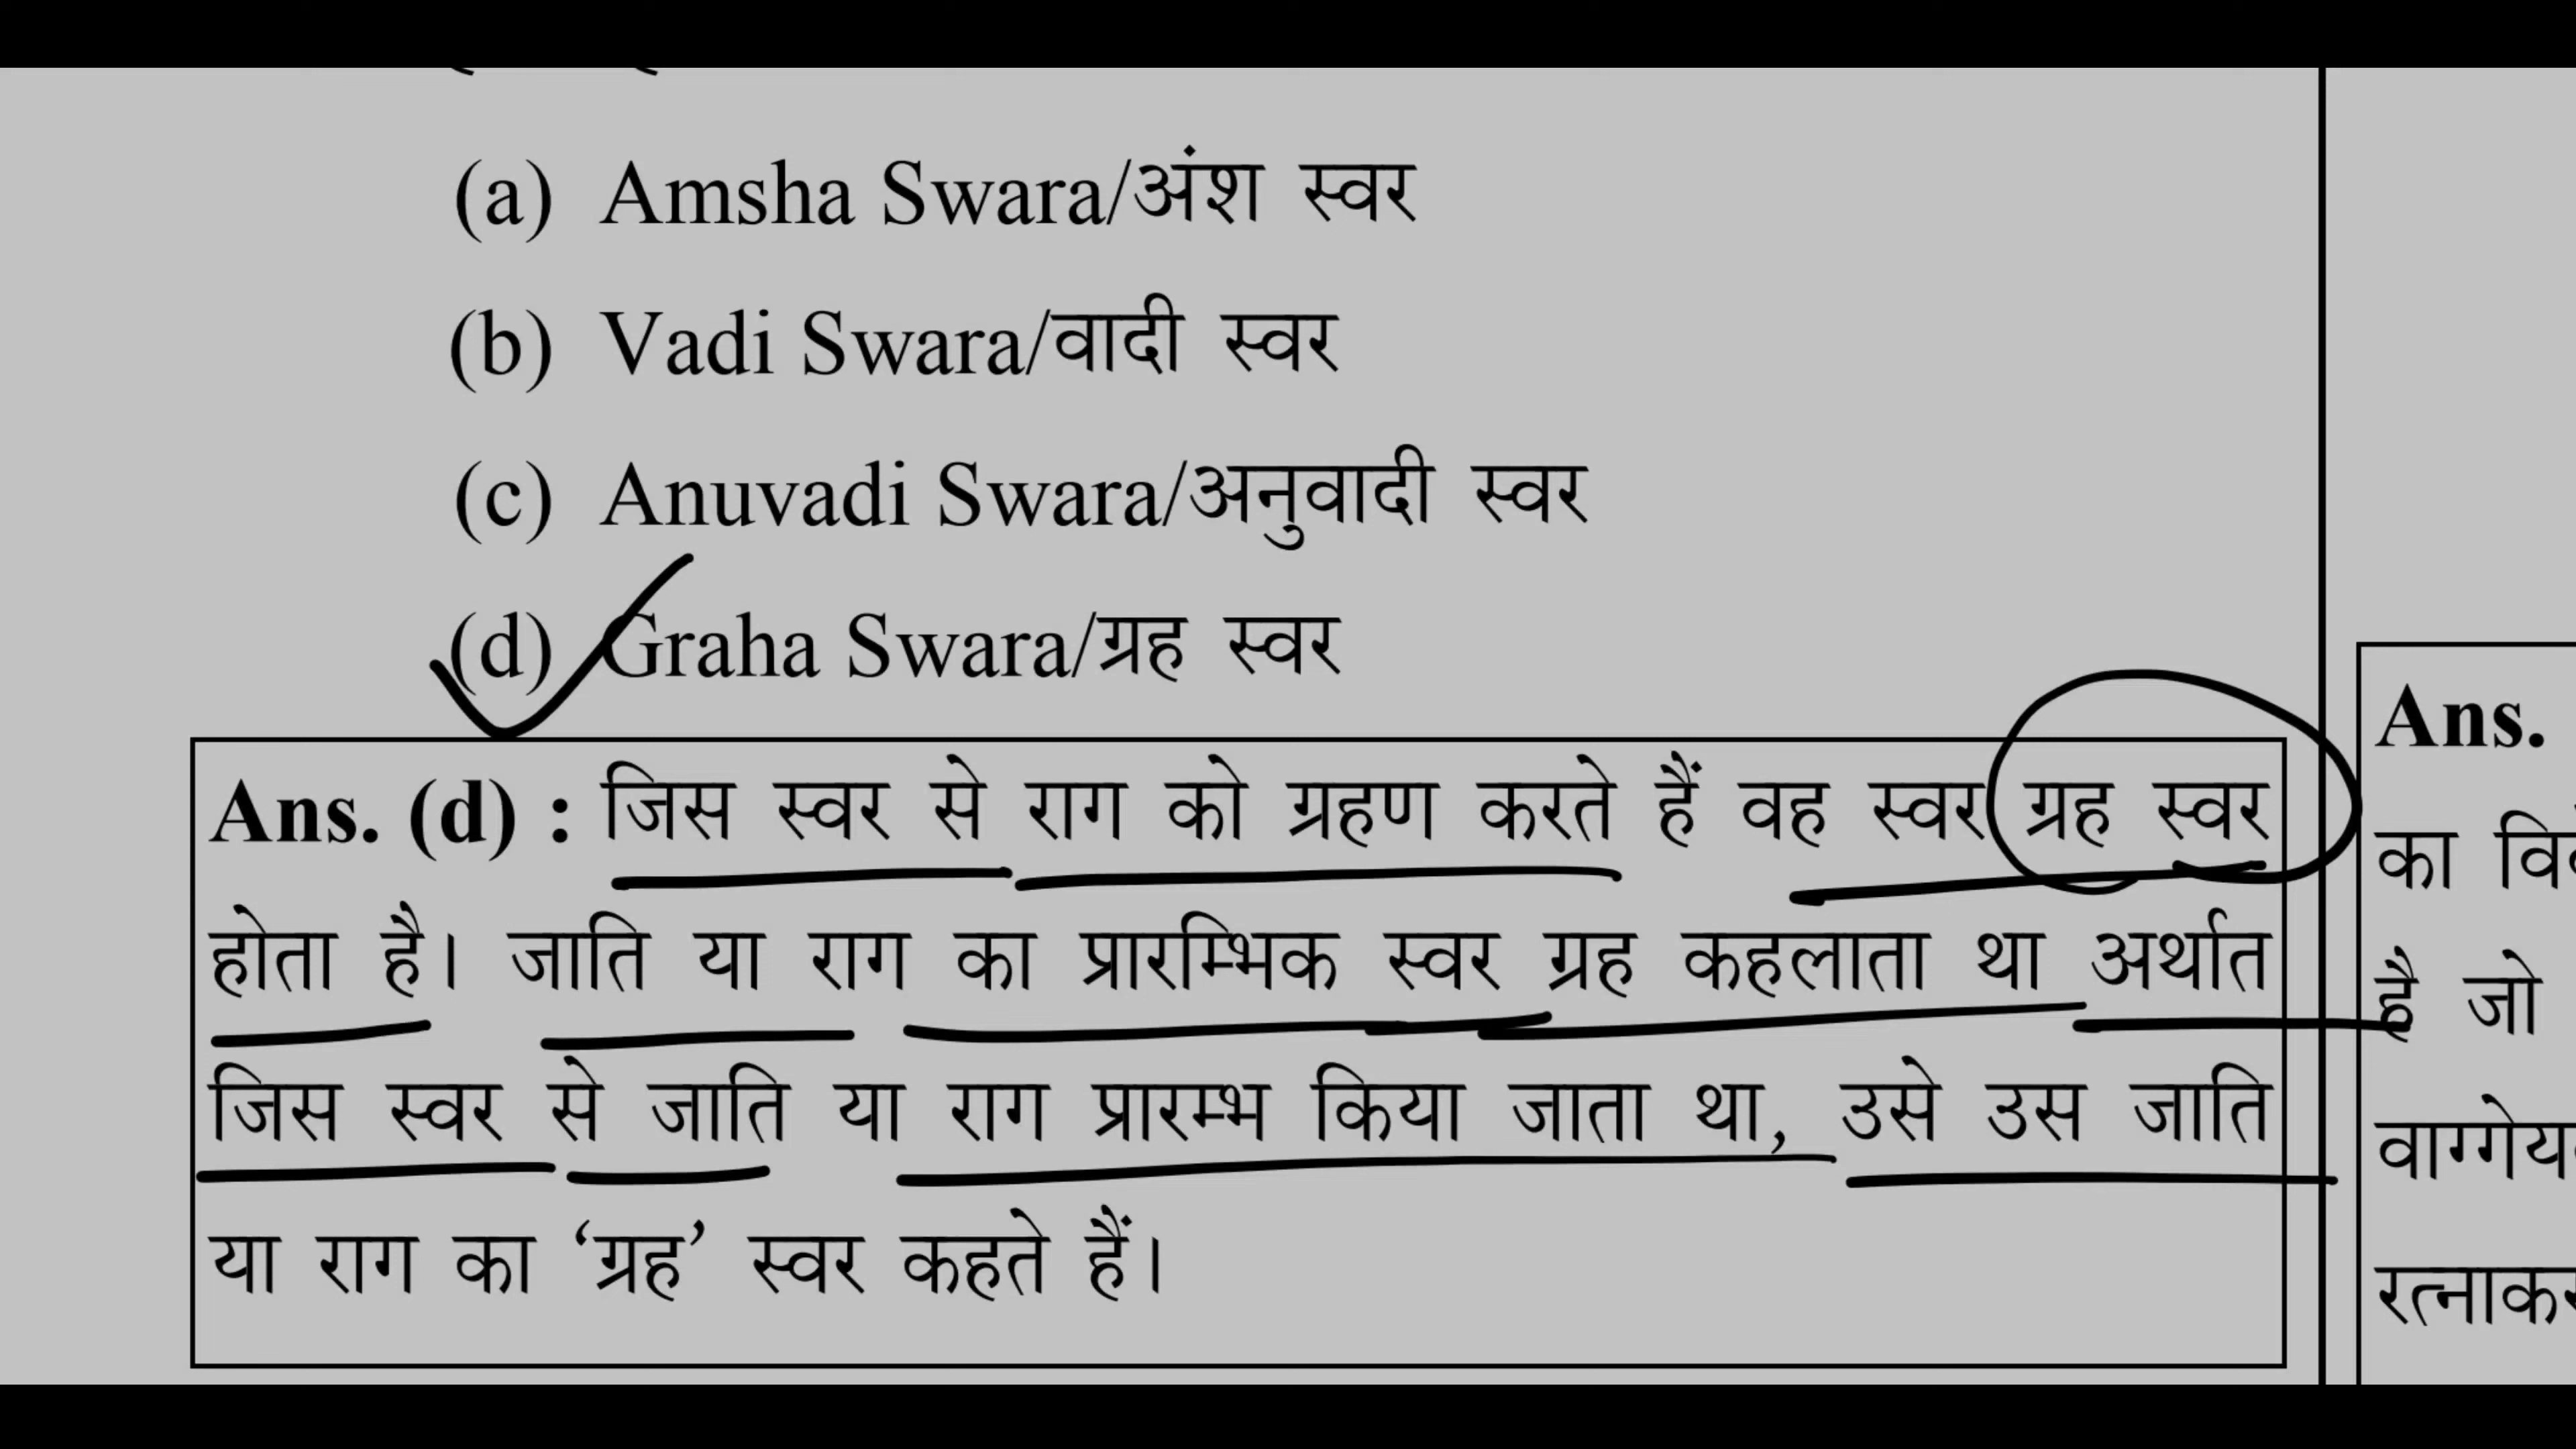 (a) Amsha Swara/अंश स्वर
(b) Vadi Swara/वादी स्वर
(c) Anuvadi Swara/अनुवादी स्वर
(d) Graha Swara/ग्रह स्वर
Ans. (d) : जिस स्वर से राग को ग्रहण करते हैं वह स्वर ग्रह स्वर
होता है। जाति या राग का प्रारम्भिक स्वर ग्रह कहलाता था अर्थात
जिस स्वर से जाति या राग प्रारम्भ किया जाता था, उसे उस जाति
या राग का ‘ग्रह’ स्वर कहते हैं।
Ans.
का
है जो